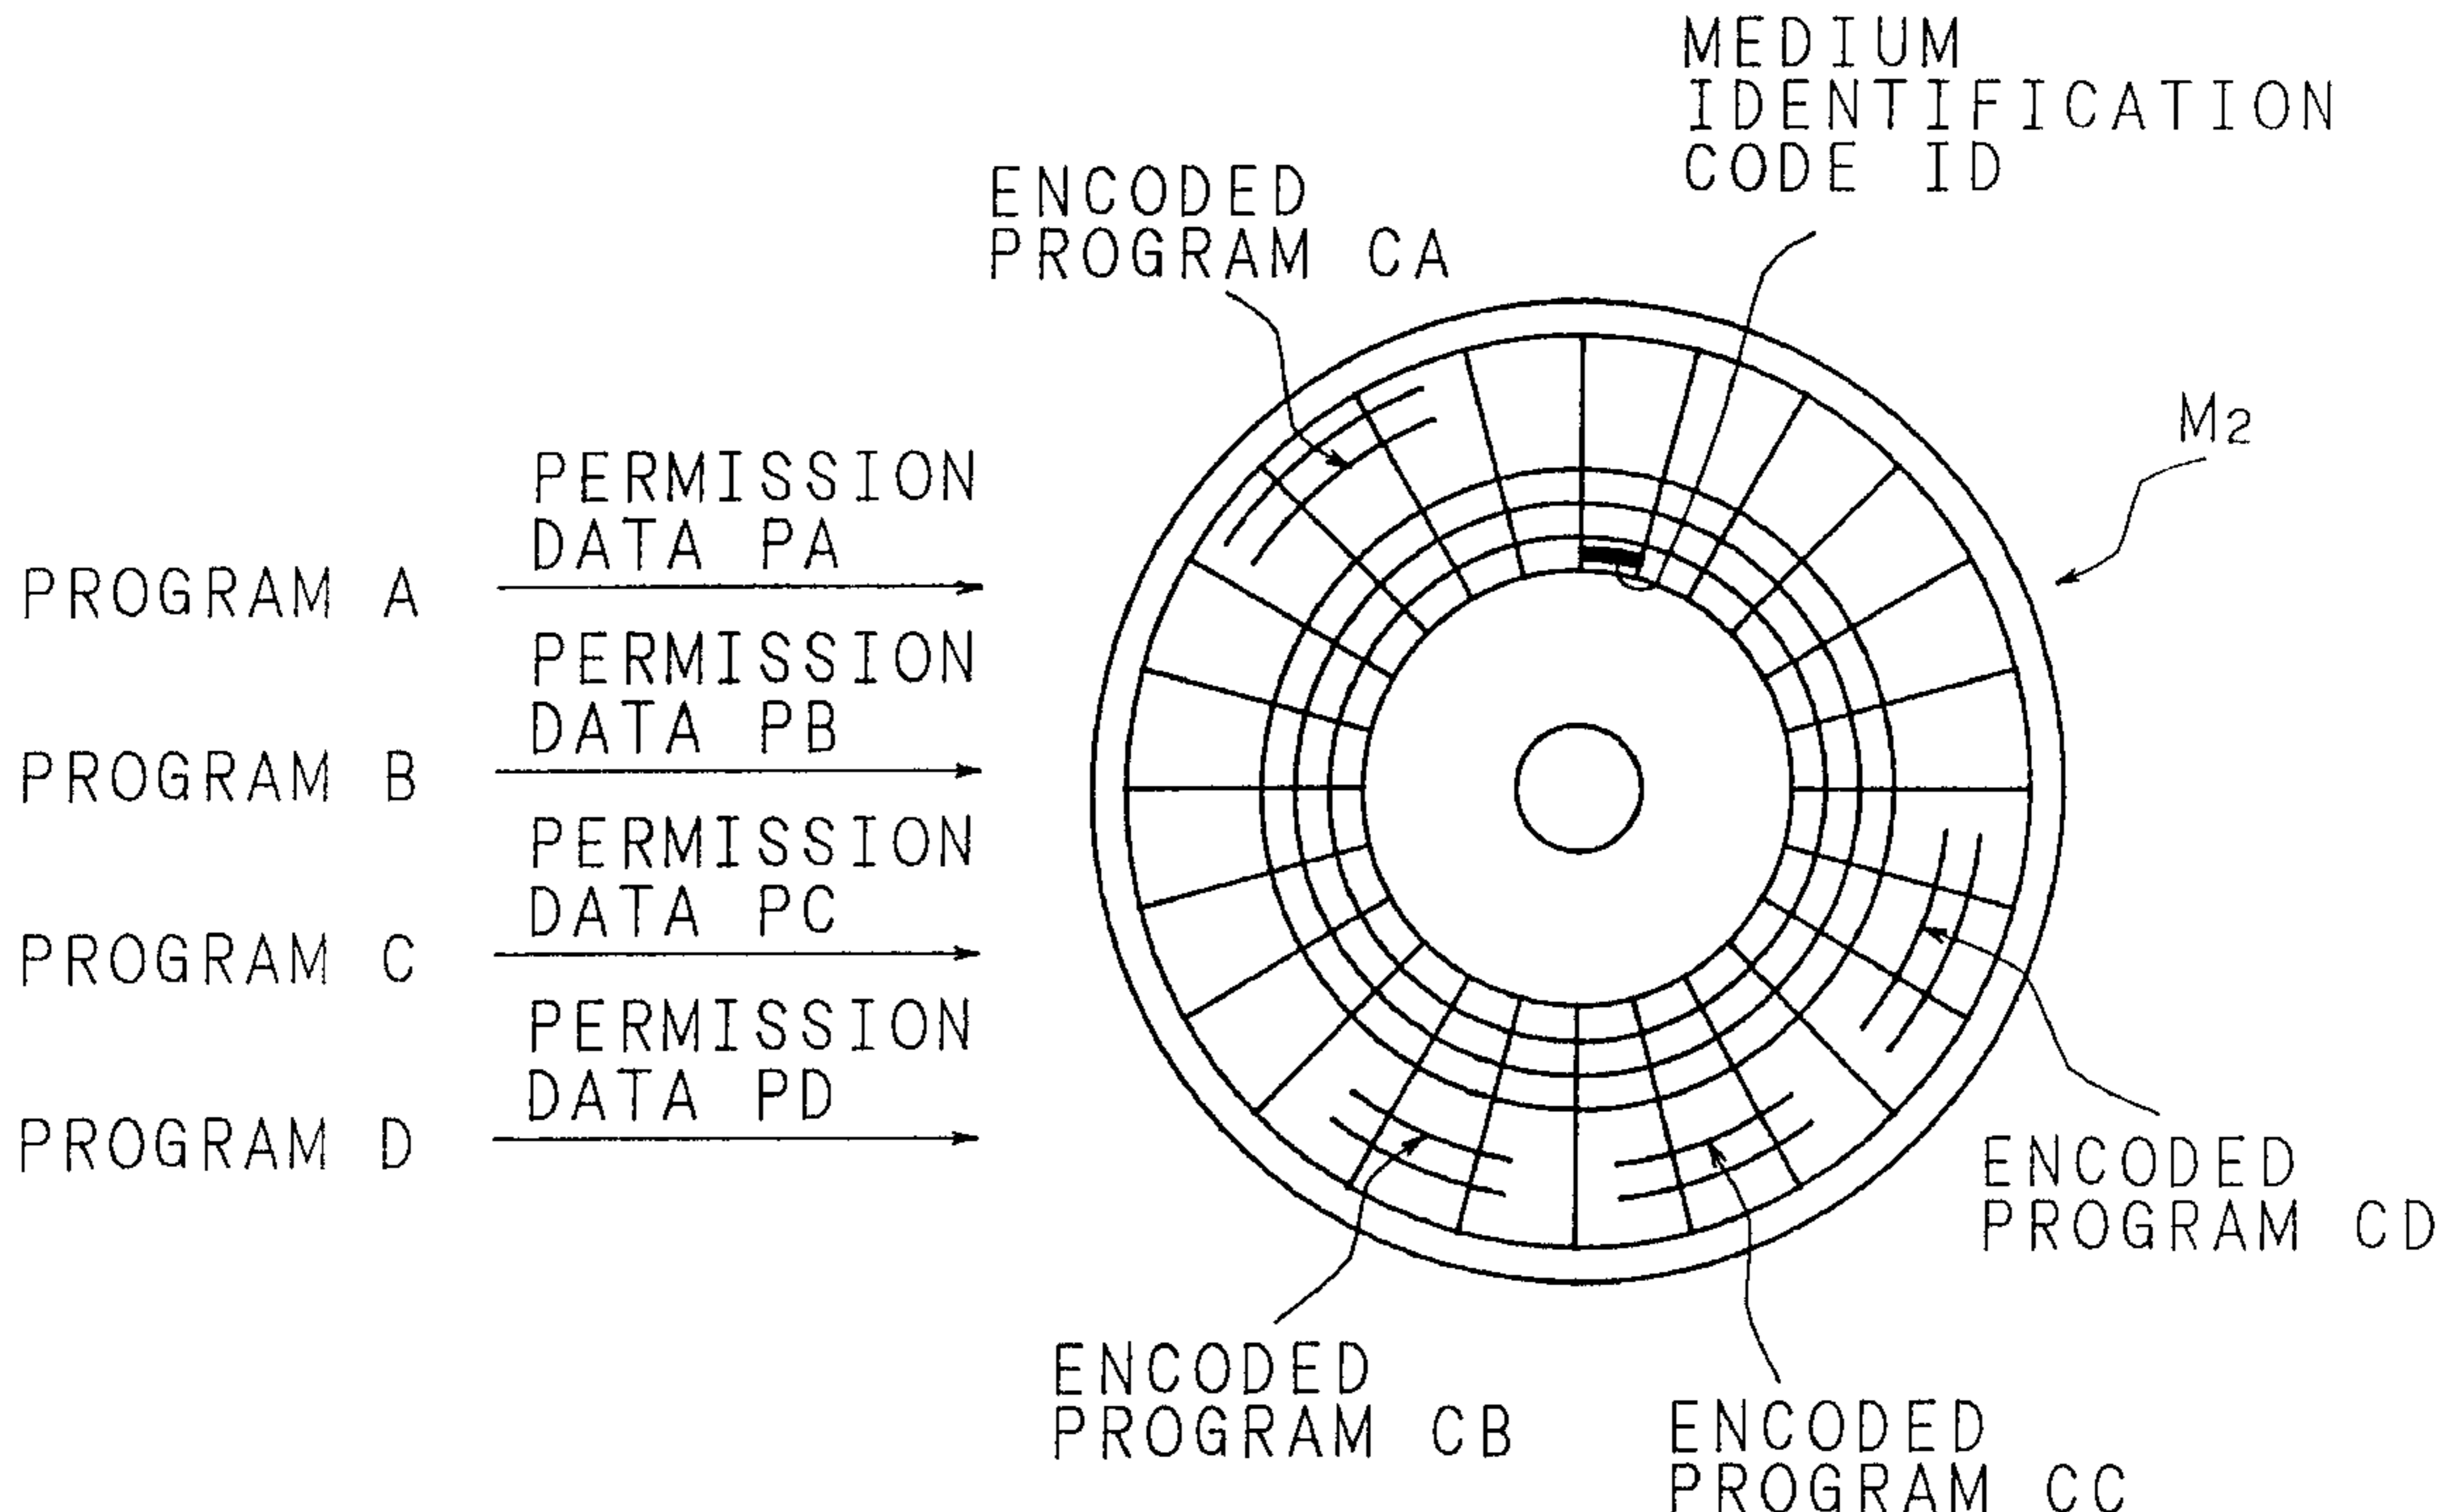 MEDIUM
IDENTIFICATION
CODE ID
ENCODED
PROGRAM CA
M2
PERMISSION
DATA PA
PROGRAM A
PERMISSION
DATA PB
PROGRAM B
PERMISSION
DATA PC
PROGRAM C
PERMISSION
DATA PD
PROGRAM D
ENCODED
PROGRAM CD
ENCODED
PROGRAM CB
ENCODED
PROGRAM CC